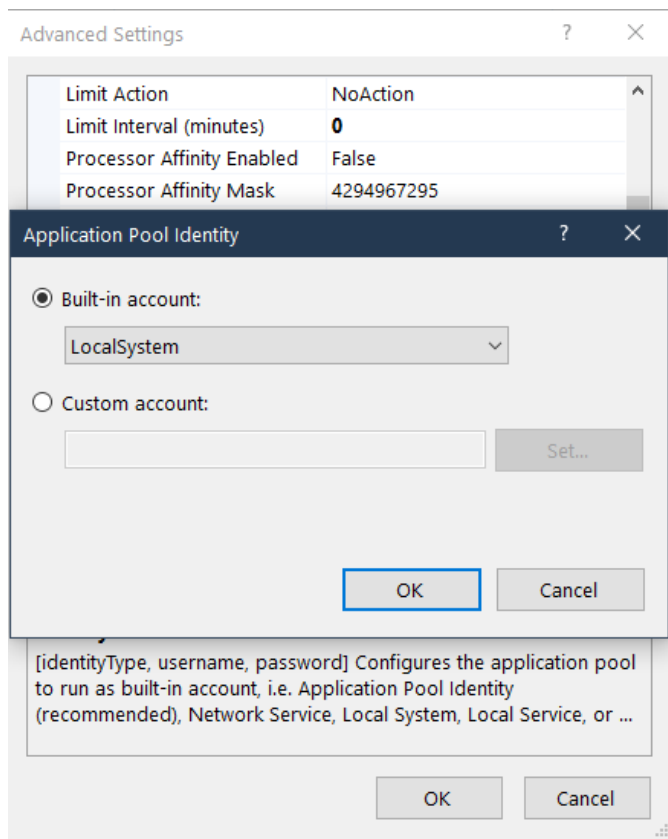 Advanced Settings ?
Limit Action NoAction
Limit Interval (minutes) 0
Processor Affinity Enabled False
Processor Affinity Mask 4294967295
Application Pool Identity ?
Built-in account:
LocalSystem
Custom account:
Set...
OK Cancel
[identityType, username, password] Configures the application pool
to run as built-in account, i.e. Application Pool Identity
(recommended), Network Service, Local System, Local Service, or ...
OK Cancel